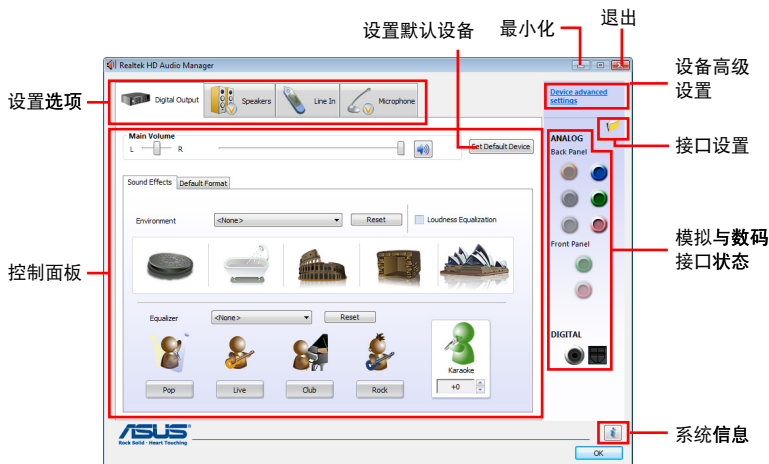 设置默认设备
最小化
退出
Realtek HD Audio Manager
设备高级
设置
设置选项
Digital Output
Speakers
Line In
Microphone
Device advanced
settings
Main Volume
L
R
Set Default Device
ANALOG
Back Panel
接口设置
Sound Effects
Default Format
Environment
<None>
Reset
Loudness Equalization
Front Panel
模拟与数码
接口状态
控制面板
Equalizer
<None>
Reset
DIGITAL
Karaoke
Pop
Live
Club
Rock
+0
ASUS
Rock Solid - Heart Touching
系统信息
OK